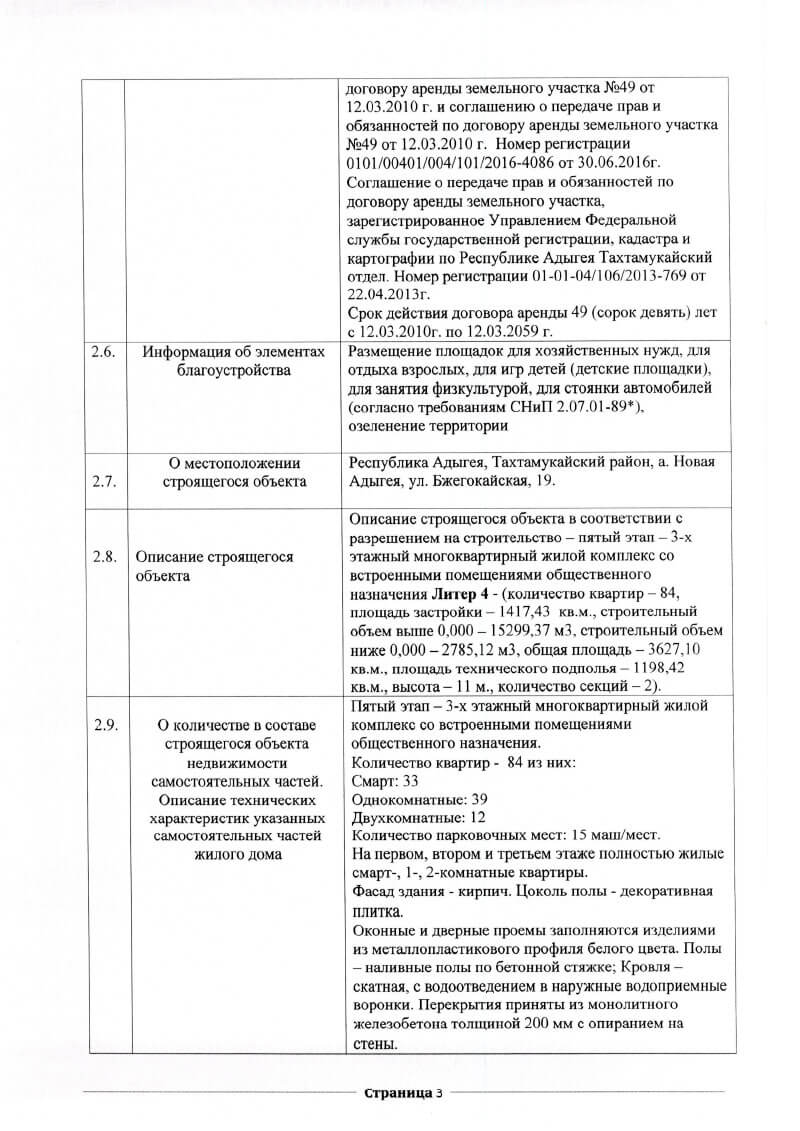 договору аренды земельного участка №49 от
12.03.2010 г. и соглашению о передаче прав и
обязанностей по договору аренды земельного участка
№49 от 12.03.2010 г. Номер регистрации
0101/00401/004/101/2016-4086 от 30.06.2016г.
Соглашение о передаче прав и обязанностей по
договору аренды земельного участка,
зарегистрированное Управлением Федеральной
службы государственной регистрации, кадастра и
картографии по Республике Адыгея Тахтамукайский
отдел. Номер регистрации 01-01-04/106/2013-769 от
22.04.2013г.
Срок действия договора аренды 49 (сорок девять) лет
с 12.03.2010г. по 12.03.2059 г.
2.6.
Информация об элементах
благоустройства
Размещение площадок для хозяйственных нужд, для
отдыха взрослых, для игр детей (детские площадки),
для занятия физкультурой, для стоянки автомобилей
(согласно требованиям СНиП 2.07.01-89*),
озеленение территории
2.7.
О местоположении
строящегося объекта
Республика Адыгея, Тахтамукайский район, а. Новая
Адыгея, ул. Бжегокайская, 19.
2.8.
Описание строящегося
объекта
Описание строящегося объекта в соответствии с
разрешением на строительство – пятый этап – 3-х
этажный многоквартирный жилой комплекс со
встроенными помещениями общественного
назначения Литер 4 - (количество квартир – 84,
площадь застройки – 1417,43 кв.м., строительный
объем выше 0,000 – 15299,37 м3, строительный объем
ниже 0,000 – 2785,12 м3, общая площадь – 3627,10
кв.м., площадь технического подполья – 1198,42
кв.м., высота – 11 м., количество секций – 2).
2.9.
О количестве в составе
строящегося объекта
недвижимости
самостоятельных частей.
Описание технических
характеристик указанных
самостоятельных частей
жилого дома
Пятый этап – 3-х этажный многоквартирный жилой
комплекс со встроенными помещениями
общественного назначения.
Количество квартир - 84 из них:
Смарт: 33
Однокомнатные: 39
Двухкомнатные: 12
Количество парковочных мест: 15 маш/мест.
На первом, втором и третьем этаже полностью жилые
смарт-, 1-, 2-комнатные квартиры.
Фасад здания - кирпич. Цоколь полы - декоративная
плитка.
Оконные и дверные проемы заполняются изделиями
из металлопластикового профиля белого цвета. Полы
– наливные полы по бетонной стяжке; Кровля –
скатная, с водоотведением в наружные водоприемные
воронки. Перекрытия приняты из монолитного
железобетона толщиной 200 мм с опиранием на
стены.
Страница 3